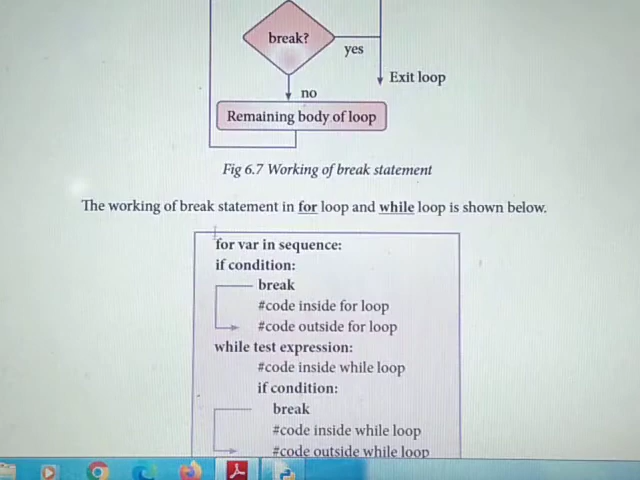 break?
yes
Exit loop
no
Remaining body of loop
Fig 6.7 Working of break statement
The working of break statement in for loop and while loop is shown below.
for var in sequence:
if condition:
break
#code inside for loop
#code outside for loop
while test expression:
#code inside while loop
if condition:
break
#code inside while loop
#code outside while loop